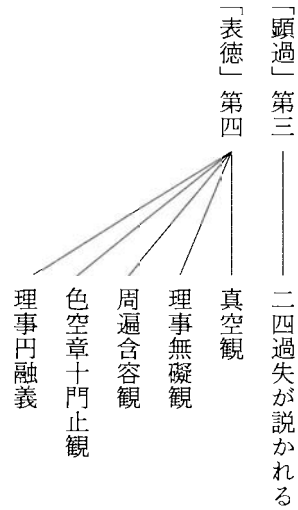 「顕過」第三
二四過失が説かれる
「表徳」第四
真空観
理事無礙観
周遍含容観
色空章十門止観
理事円融義